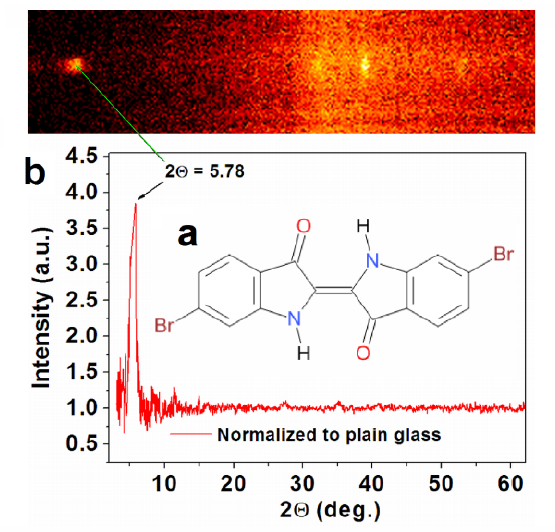 b
2Θ = 5.78
a
O
H
N
Br
Br
N
H
O
Intensity (a.u.)
4.5
4.0
3.5
3.0
2.5
2.0
1.5
1.0
0.5
Normalized to plain glass
10 20 30 40 50 60
2Θ (deg.)